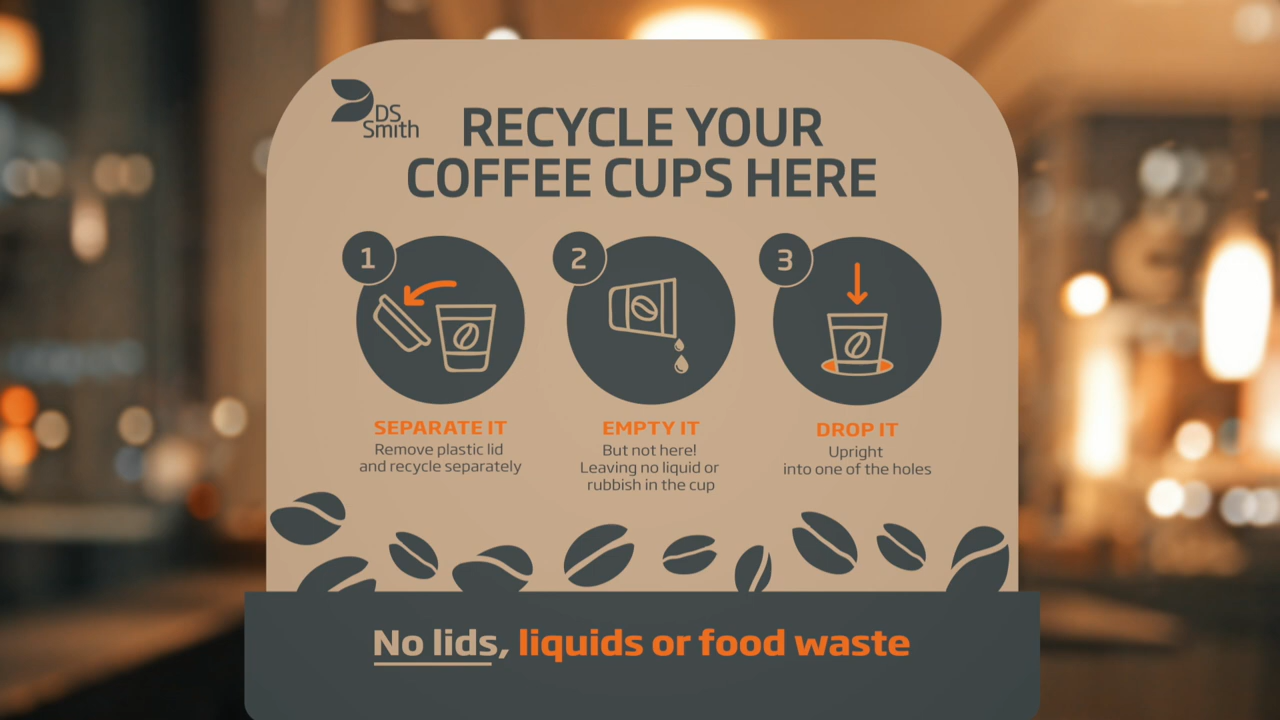 DS
Smith
RECYCLE YOUR
COFFEE CUPS HERE
1
2
3
SEPARATE IT
Remove plastic lid
and recycle separately
EMPTY IT
But not here!
Leaving no liquid or
rubbish in the cup
DROP IT
Upright
into one of the holes
No lids, liquids or food waste